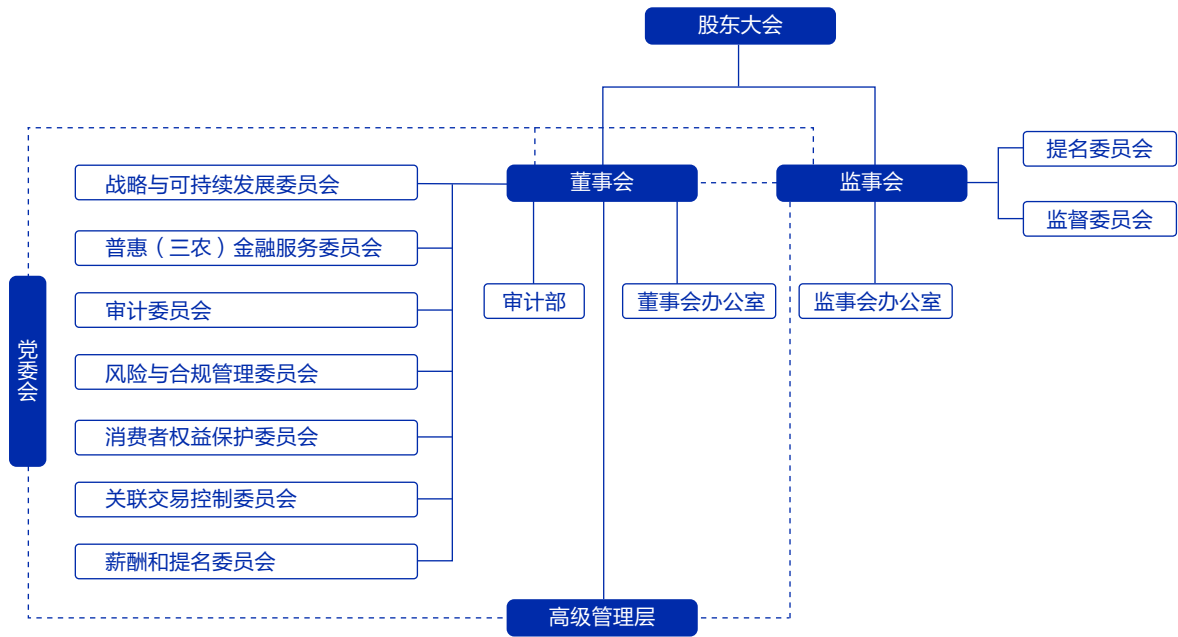 股东大会
提名委员会
战略与可持续发展委员会
董事会
监事会
监督委员会
普惠（三农）金融服务委员会
审计部
董事会办公室
监事会办公室
审计委员会
党委会
风险与合规管理委员会
消费者权益保护委员会
关联交易控制委员会
薪酬和提名委员会
高级管理层